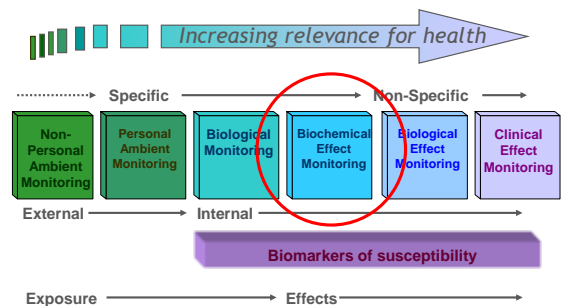 Increasing relevance for health
Specific
Non-Specific
Non-
Personal
Ambient
Monitoring
Personal
Ambient
Monitoring
Biological
Monitoring
Biochemical
Effect
Monitoring
Biological
Effect
Monitoring
Clinical
Effect
Monitoring
External
Internal
Biomarkers of susceptibility
Exposure
Effects